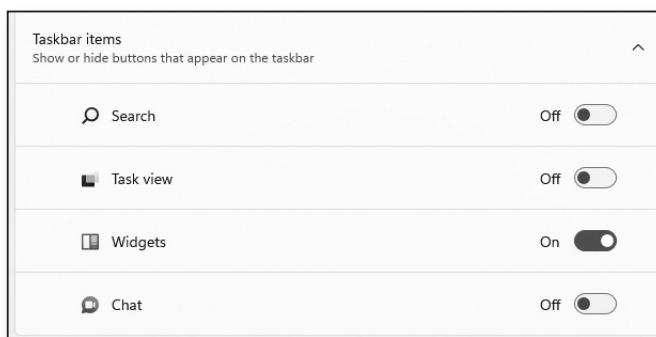 Taskbar items
Show or hide buttons that appear on the taskbar
Search Off
Task view Off
Widgets On
Chat Off